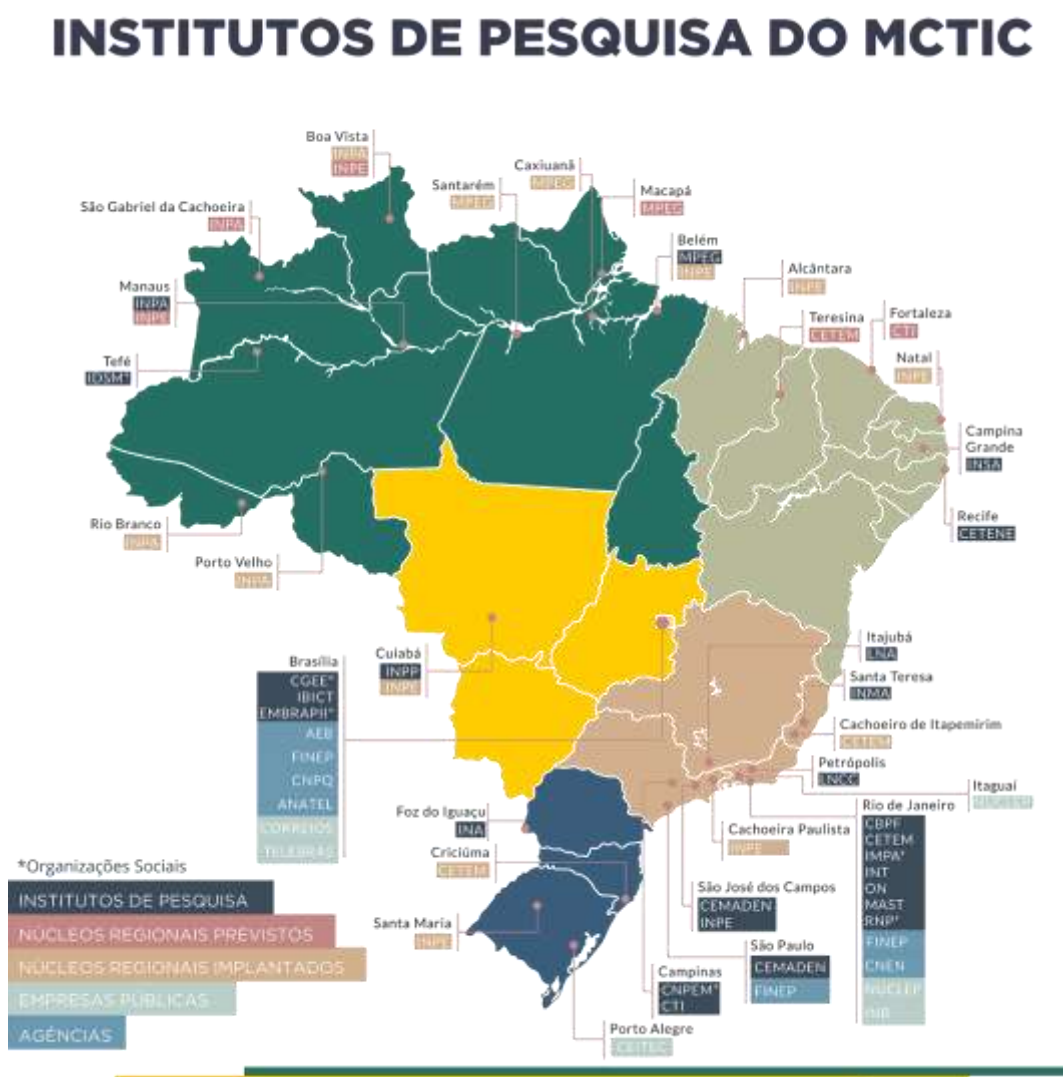 INSTITUTOS DE PESQUISA DO MCTIC
Boa Vista
INPA
INPE
Caxiuanã
MPEG
Santarém
MPEG
Macapá
MPEG
São Gabriel da Cachoeira
INPA
Belém
MPEG
INPE
Alcântara
INPE
Manaus
INPA
INPE
Teresina
CETEM
Fortaleza
CTI
Tefé
IDSM*
Natal
INPE
Campina
Grande
INSA
Rio Branco
INPA
Recife
CETENE
Porto Velho
INPA
Itajubá
LNA
Cuiabá
INPP
INPE
Brasília
CGEE*
IBICT
EMBRAPII*
AEB
FINEP
CNPQ
ANATEL
CORREIOS
TELEBRAS
Santa Teresa
INMA
Cachoeiro de Itapemirim
CETEM
Petrópolis
LNCC
Itaguaí
Foz do Iguaçu
INA
Rio de Janeiro
CBPF
CETEM
IMPA*
INT
ON
MAST
RNP*
FINEP
CNEN
NUCLEP
INB
Cachoeira Paulista
INPE
Criciúma
CETEM
*Organizações Sociais
INSTITUTOS DE PESQUISA
NÚCLEOS REGIONAIS PREVISTOS
NÚCLEOS REGIONAIS IMPLANTADOS
EMPRESAS PÚBLICAS
AGÊNCIAS
São José dos Campos
CEMADEN
INPE
Santa Maria
INPE
São Paulo
CEMADEN
FINEP
Campinas
CNPEM*
CTI
Porto Alegre
CEITEC